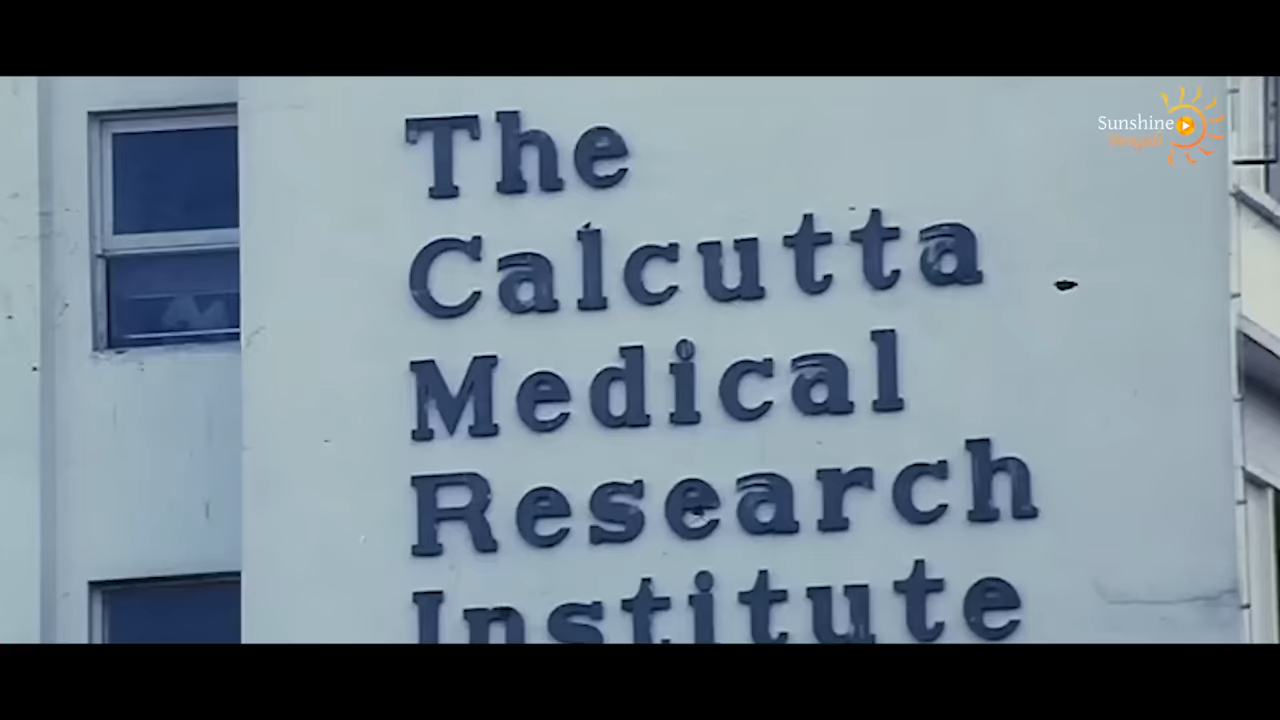 The
Calcutta
Medical
Research
Institute
Sunshine